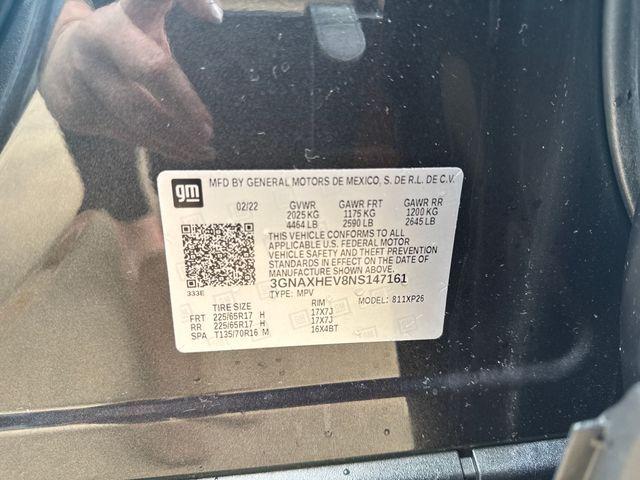 gm MFD BY GENERAL MOTORS DE MEXICO, S. DE R.L. DE C.V.
02/22 GVWR GAWR FRT GAWR RR
2025 KG 1175 KG 1200 KG
4464 LB 2590 LB 2645 LB
THIS VEHICLE CONFORMS TO ALL
APPLICABLE U.S. FEDERAL MOTOR
VEHICLE SAFETY AND THEFT PREVENTION
STANDARDS IN EFFECT ON THE DATE OF
MANUFACTURE SHOWN ABOVE.
333E 3GNAXHEV8NS147161
TYPE: MPV MODEL: 811XP26
TIRE SIZE RIM
FRT 225/65R17 H 17X7J
RR 225/65R17 H 17X7J
SPA T135/70R16 M 16X4BT